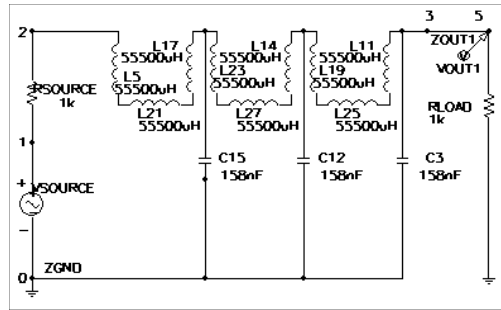 3 5
2
L17
55500uH
L14
55500uH
L11
55500uH
ZOUT1
V
VOUT1
L5
55500uH
L23
55500uH
L19
55500uH
RSOURCE
1k
L21
55500uH
L27
55500uH
L25
55500uH
RLOAD
1k
1
C15
158nF
C12
158nF
C3
158nF
+
VSOURCE
-
0
ZGND